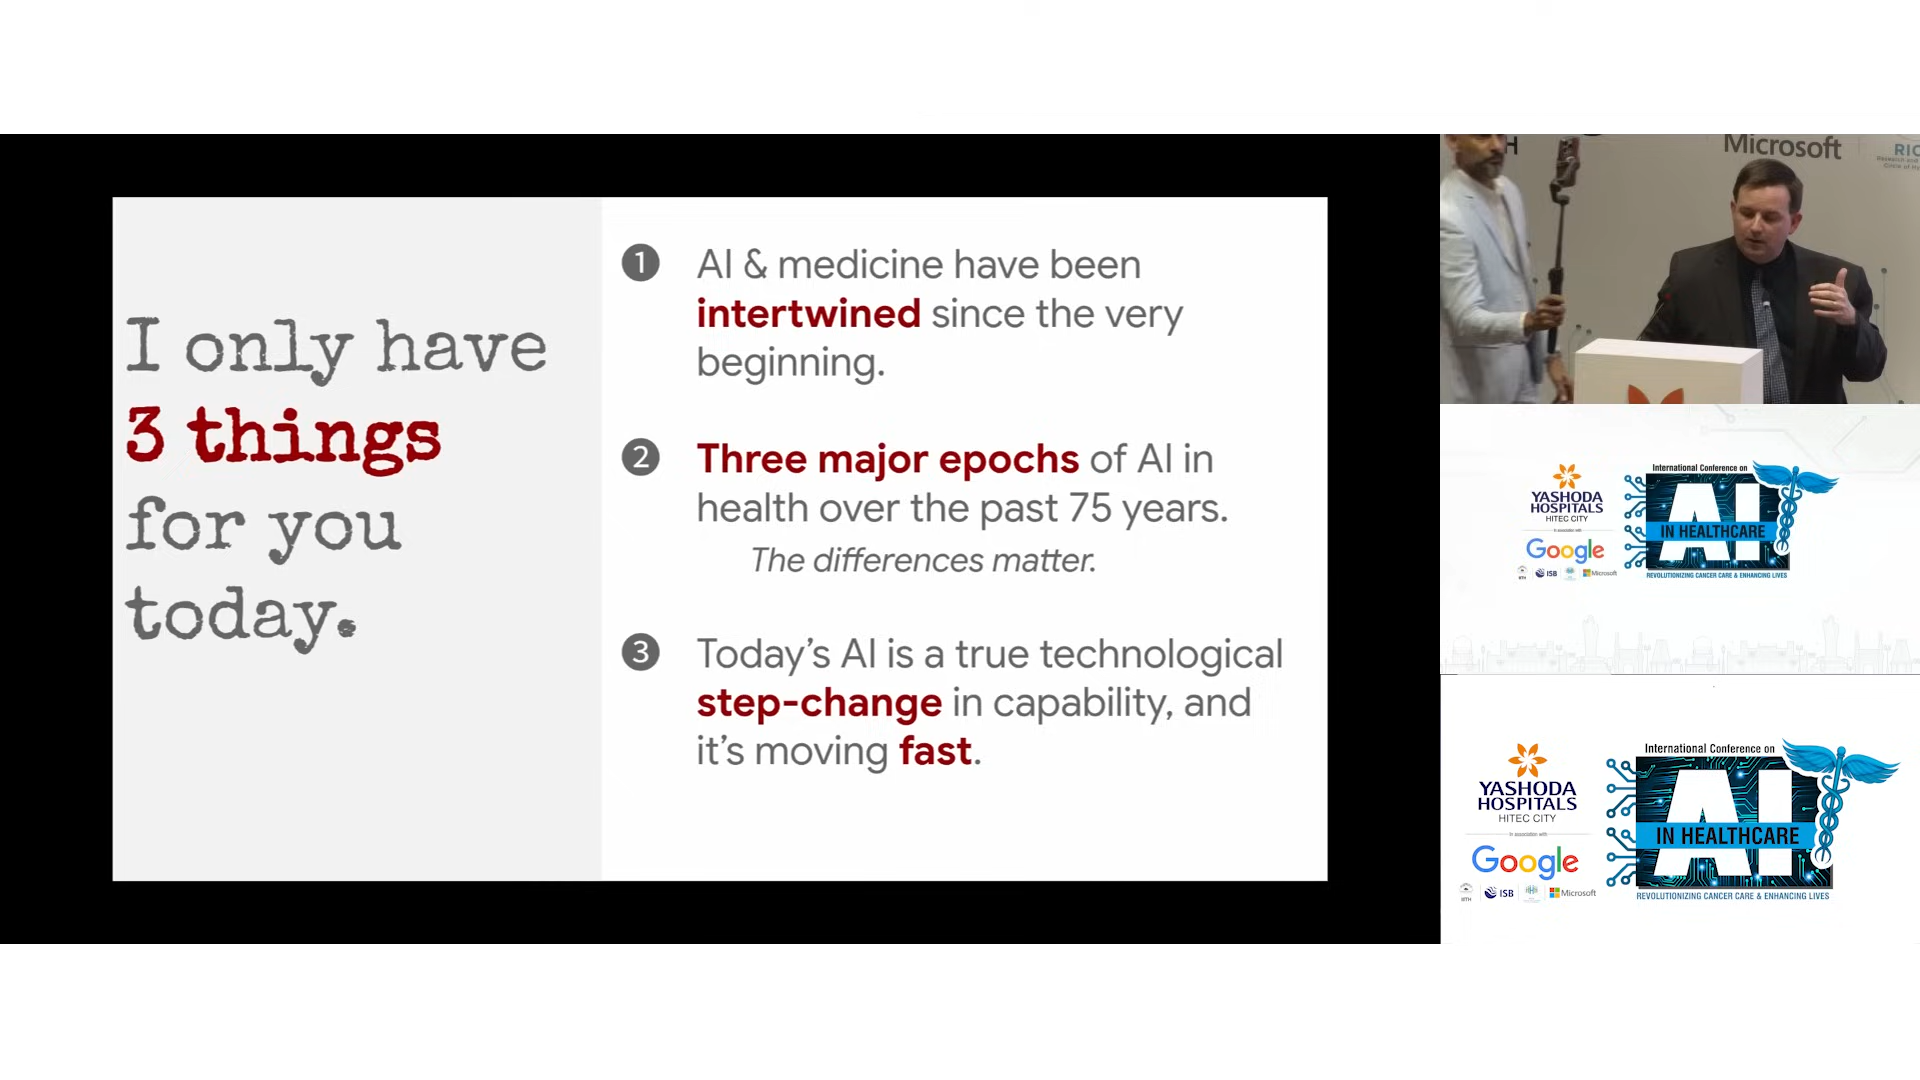 I only have
3 things
for you
today.
1 AI & medicine have been
intertwined since the very
beginning.
2 Three major epochs of AI in
health over the past 75 years.
The differences matter.
3 Today's AI is a true technological
step-change in capability, and
it's moving fast.
H
Microsoft
RIC
YASHODA
HOSPITALS
HITEC CITY
In association with
Google
IITH ISB Microsoft
International Conference on
AI
IN HEALTHCARE
REVOLUTIONIZING CANCER CARE & ENHANCING LIVES
YASHODA
HOSPITALS
HITEC CITY
In association with
Google
IITH ISB Microsoft
International Conference on
AI
IN HEALTHCARE
REVOLUTIONIZING CANCER CARE & ENHANCING LIVES